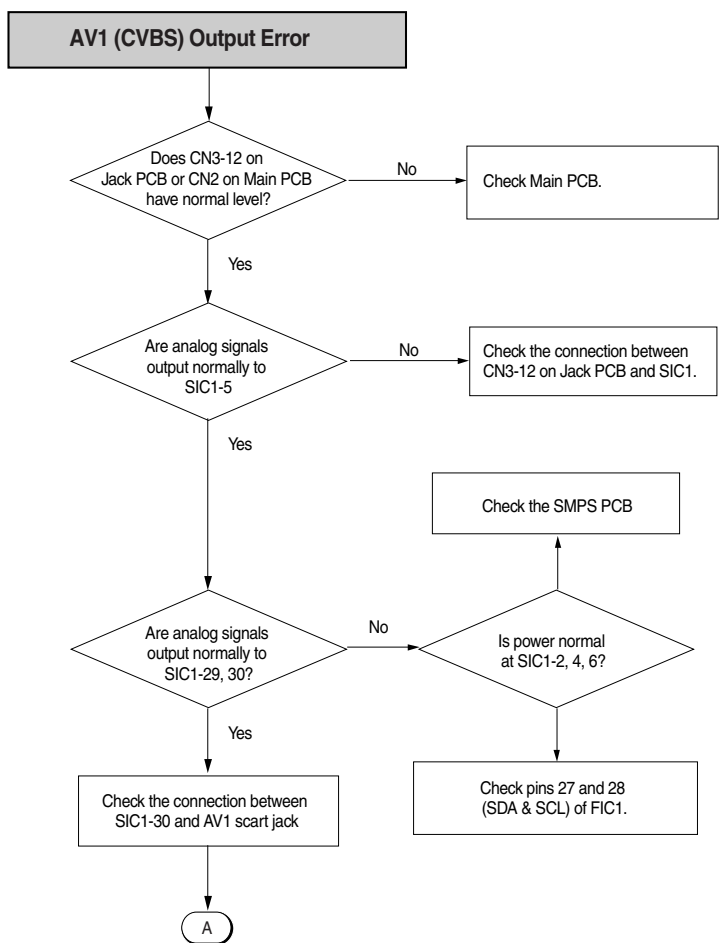 AV1 (CVBS) Output Error
Does CN3-12 on
Jack PCB or CN2 on Main PCB
have normal level?
No
Check Main PCB.
Yes
Are analog signals
output normally to
SIC1-5
No
Check the connection between
CN3-12 on Jack PCB and SIC1.
Yes
Check the SMPS PCB
Are analog signals
output normally to
SIC1-29, 30?
No
Is power normal
at SIC1-2, 4, 6?
Yes
Check the connection between
SIC1-30 and AV1 scart jack
Check pins 27 and 28
(SDA & SCL) of FIC1.
A